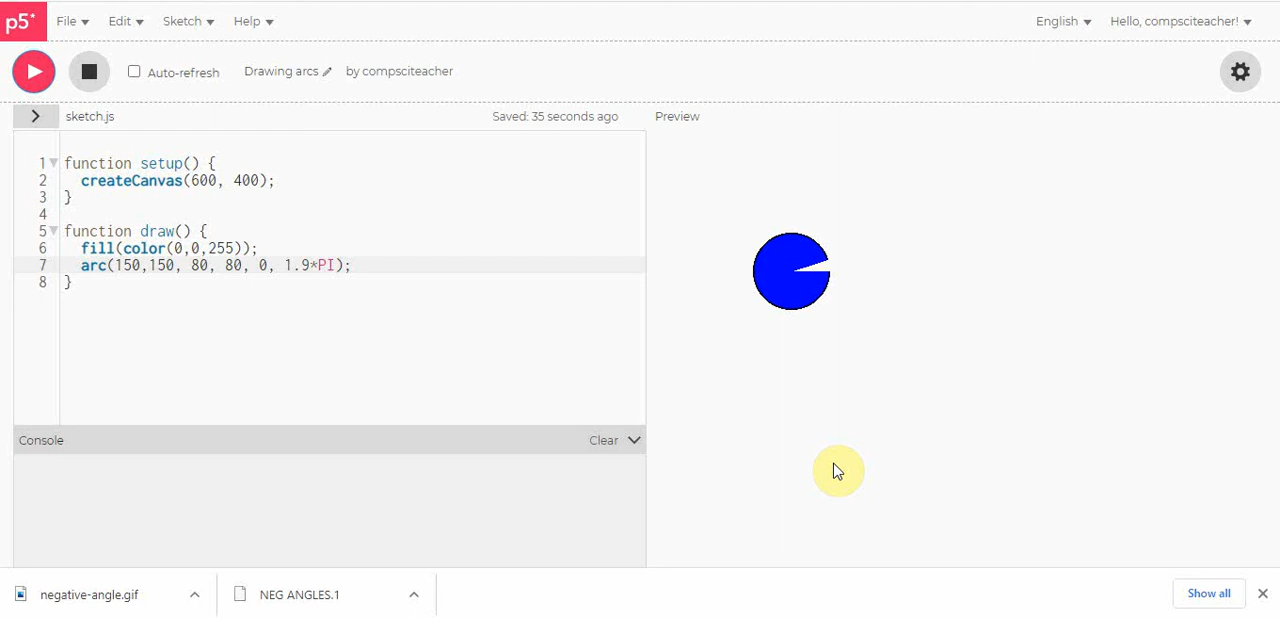 p5* File Edit Sketch Help English Hello, compsciteacher!
Auto-refresh Drawing arcs by compsciteacher
sketch.js Saved: 35 seconds ago Preview
1 function setup() {
2 createCanvas(600, 400);
3 }
4
5 function draw() {
6 fill(color(0,0,255));
7 arc(150,150, 80, 80, 0, 1.9*PI);
8 }
Console Clear
negative-angle.gif NEG ANGLES.1 Show all